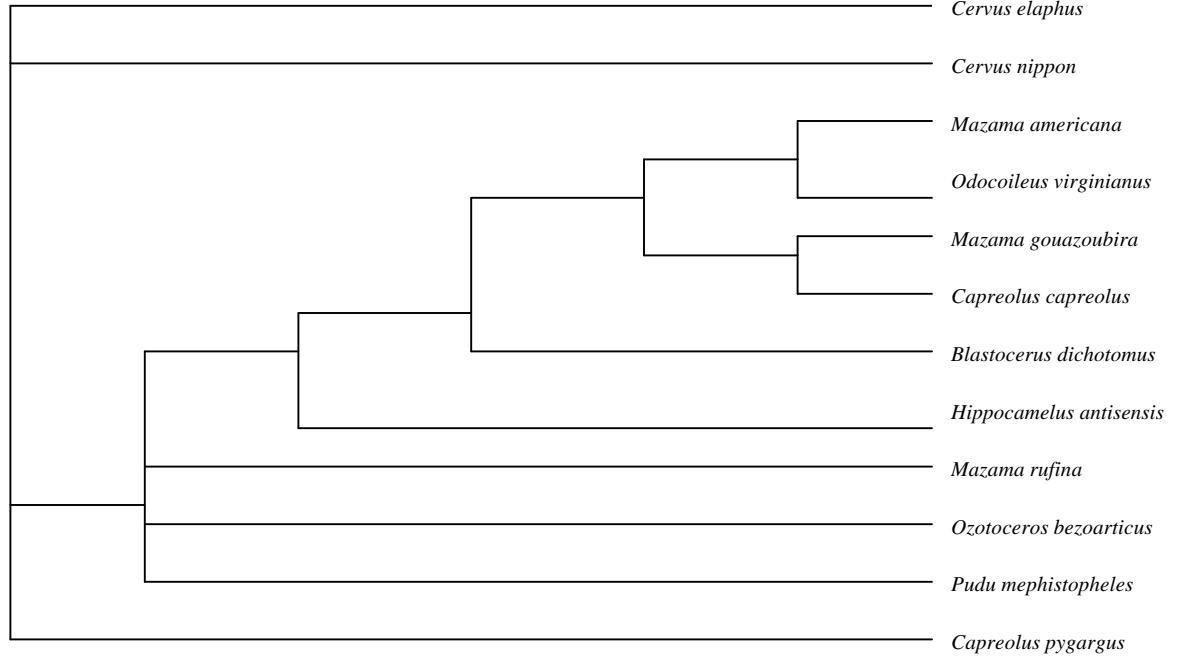 Cervus elaphus
Cervus nippon
Mazama americana
Odocoileus virginianus
Mazama gouazoubira
Capreolus capreolus
Blastocerus dichotomus
Hippocamelus antisensis
Mazama rufina
Ozotoceros bezoarticus
Pudu mephistopheles
Capreolus pygargus